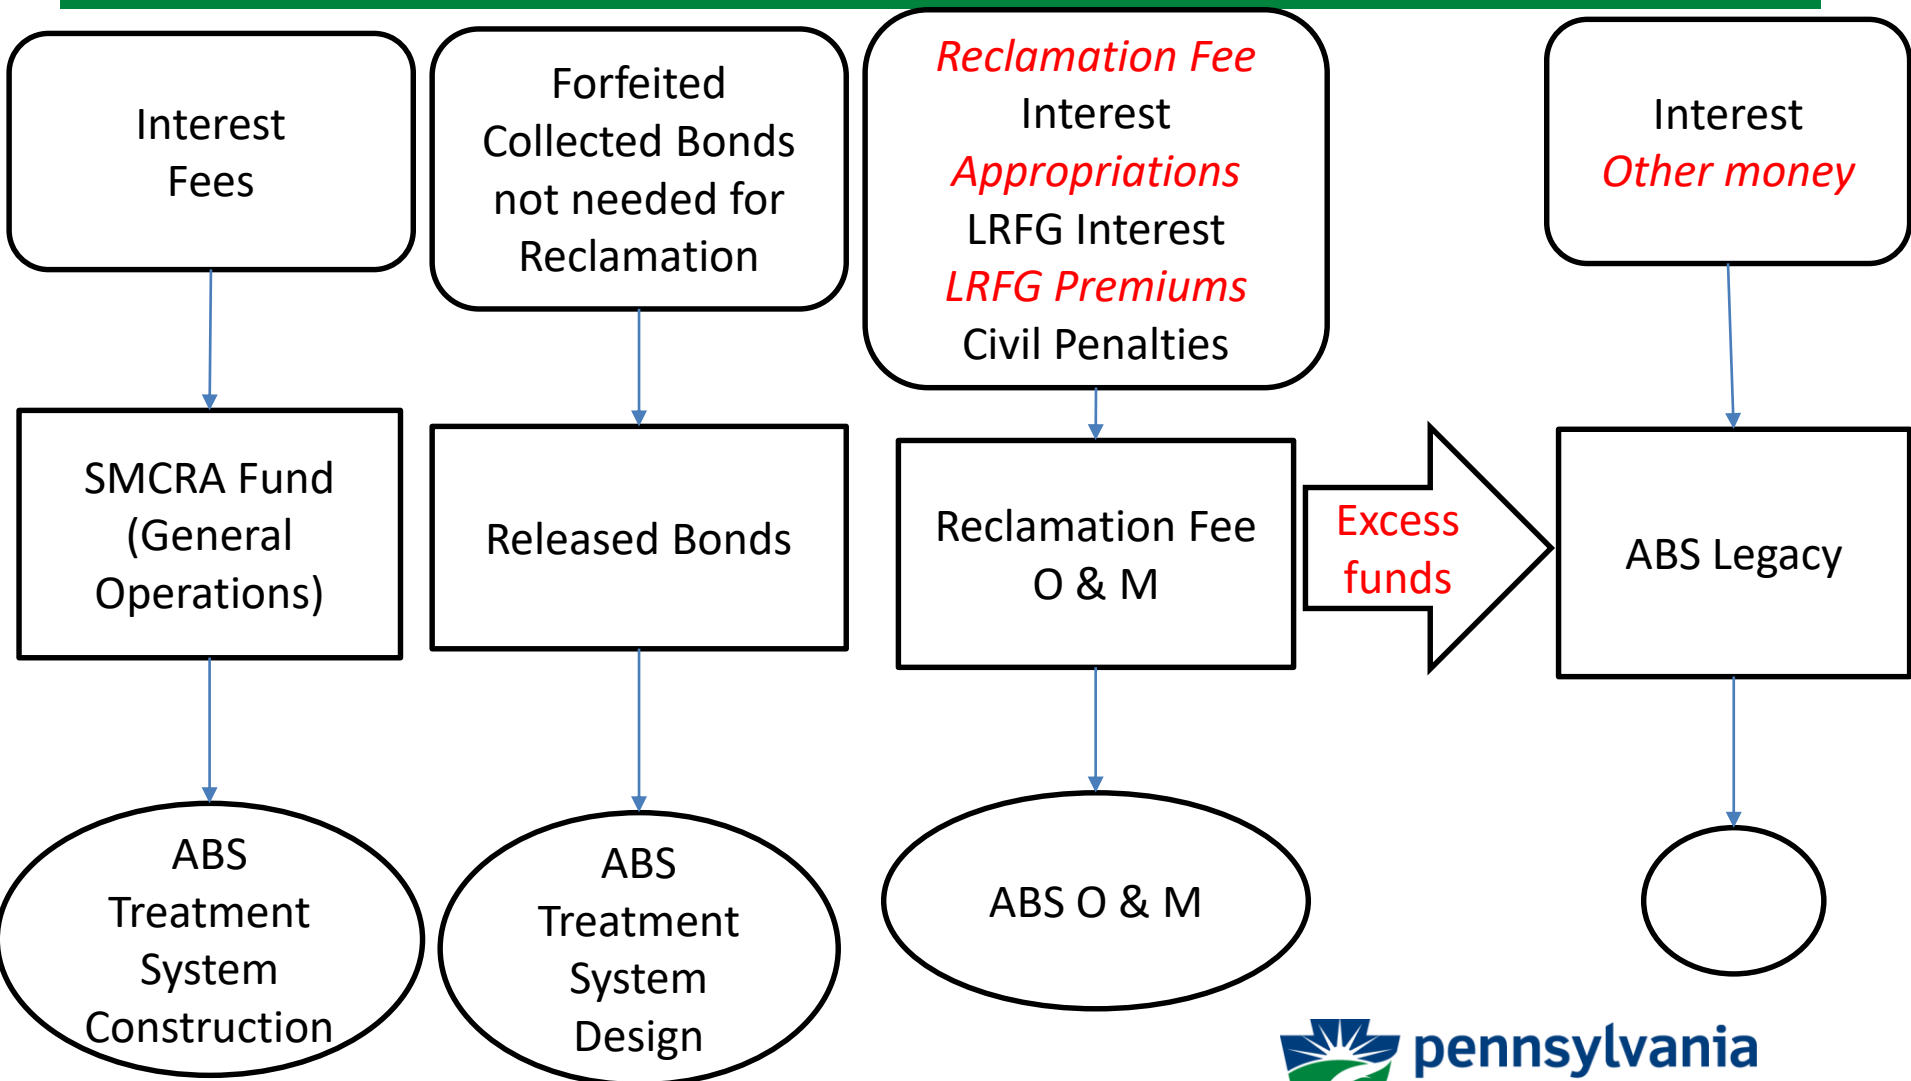 Interest
Fees
Forfeited
Collected Bonds
not needed for
Reclamation
Reclamation Fee
Interest
Appropriations
LRFG Interest
LRFG Premiums
Civil Penalties
Interest
Other money
SMCRA Fund
(General
Operations)
Released Bonds
Reclamation Fee
O & M
Excess
funds
ABS Legacy
ABS
Treatment
System
Construction
ABS
Treatment
System
Design
ABS O & M
pennsylvania